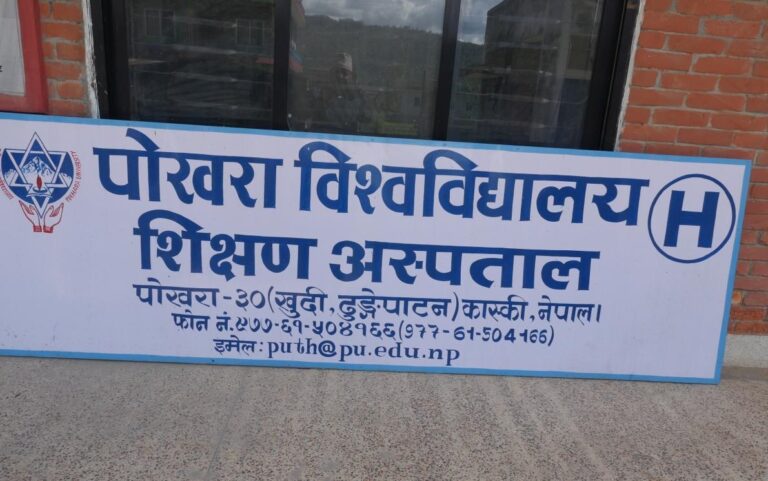 पोखरा विश्वविद्यालय
शिक्षण अस्पताल
H
पोखरा-३०(खुदी,ढुङ्गेपाटन)कास्की,नेपाल।
फोन नं.९७७-६१-५०४१६६(977-61-504166)
इमेल:puth@pu.edu.np